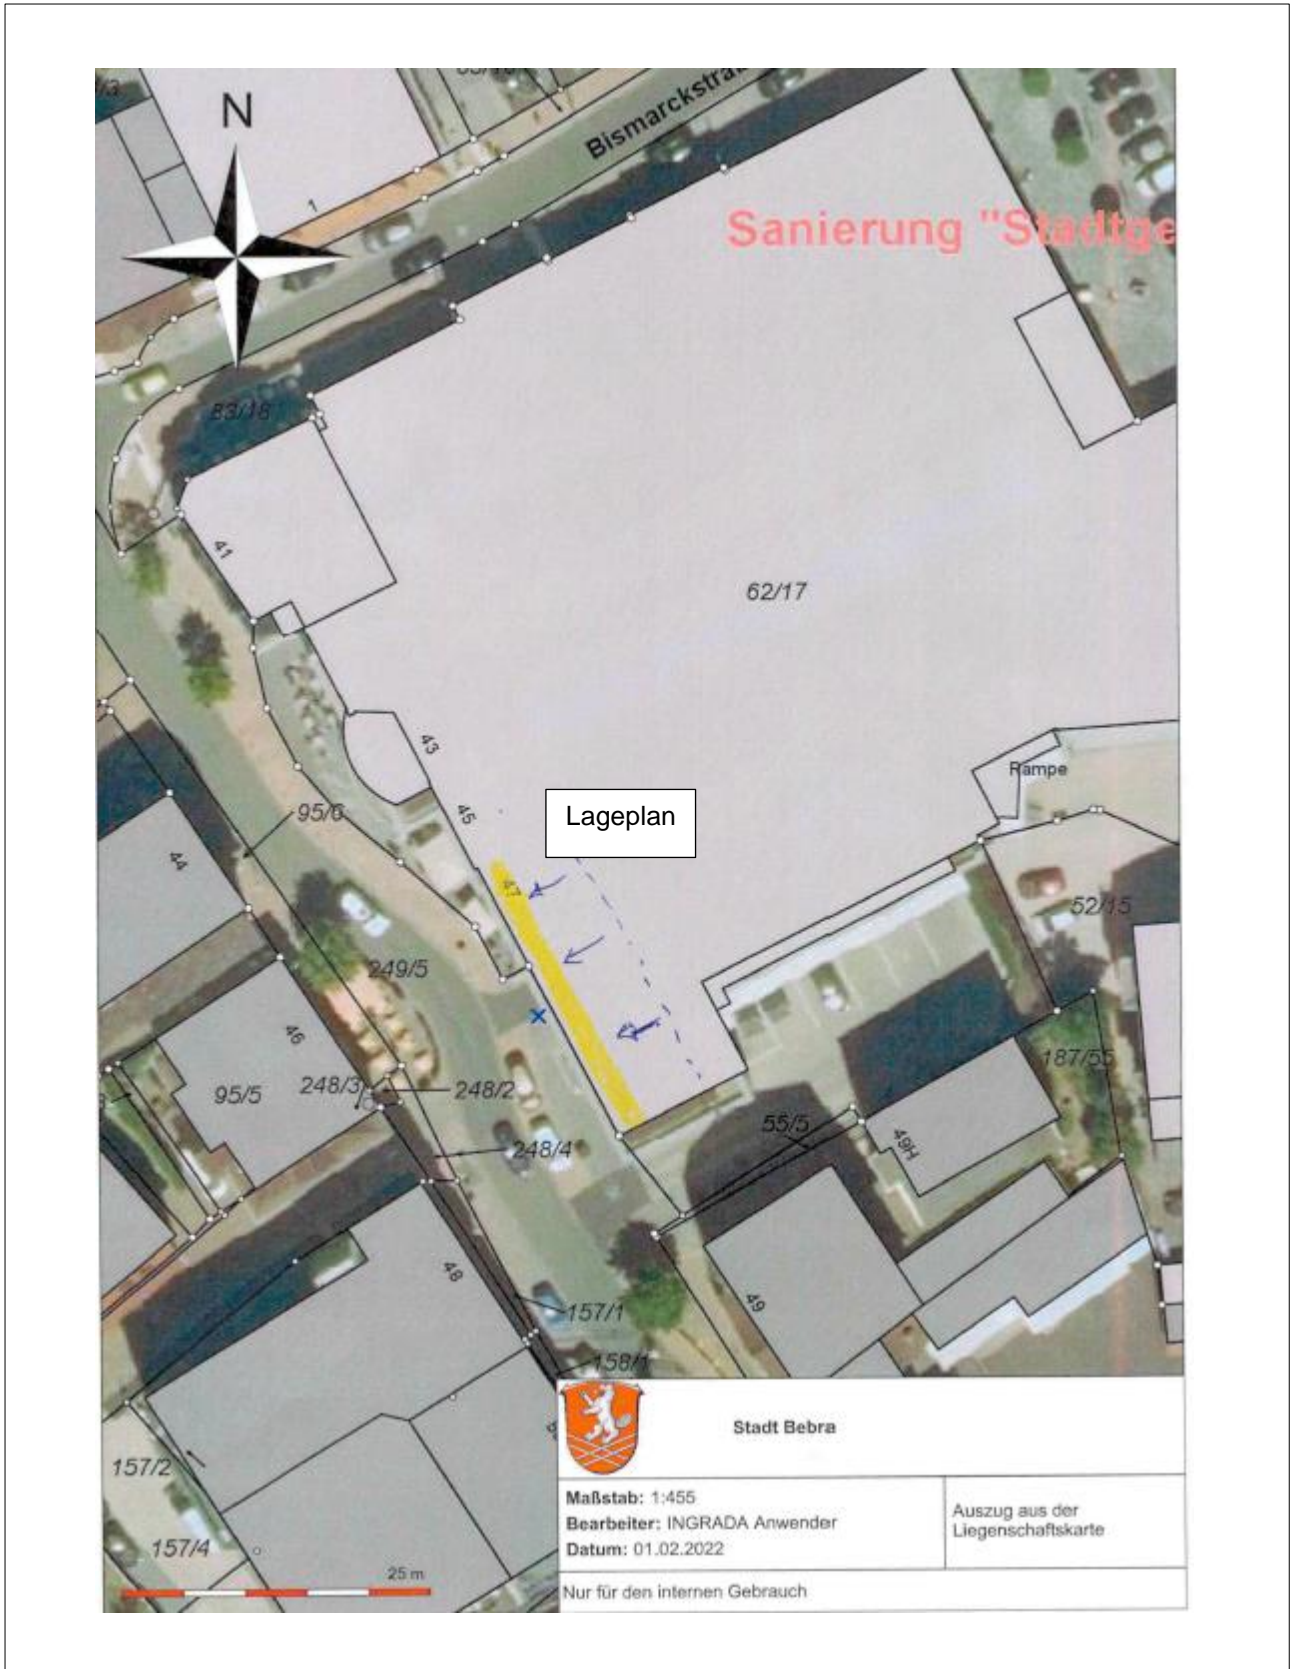 N
Bismarckstraß
1
Sanierung "Stadtge
83/18
41
62/17
43
Rampe
45
Lageplan
95/6
44
47
52/15
249/5
46
187/55
95/5
248/3
248/2
55/5
49H
248/4
48
49
157/1
158/1
Stadt Bebra
157/2
Maßstab: 1:455
Bearbeiter: INGRADA Anwender
Datum: 01.02.2022
Auszug aus der
Liegenschaftskarte
157/4
25 m
Nur für den internen Gebrauch